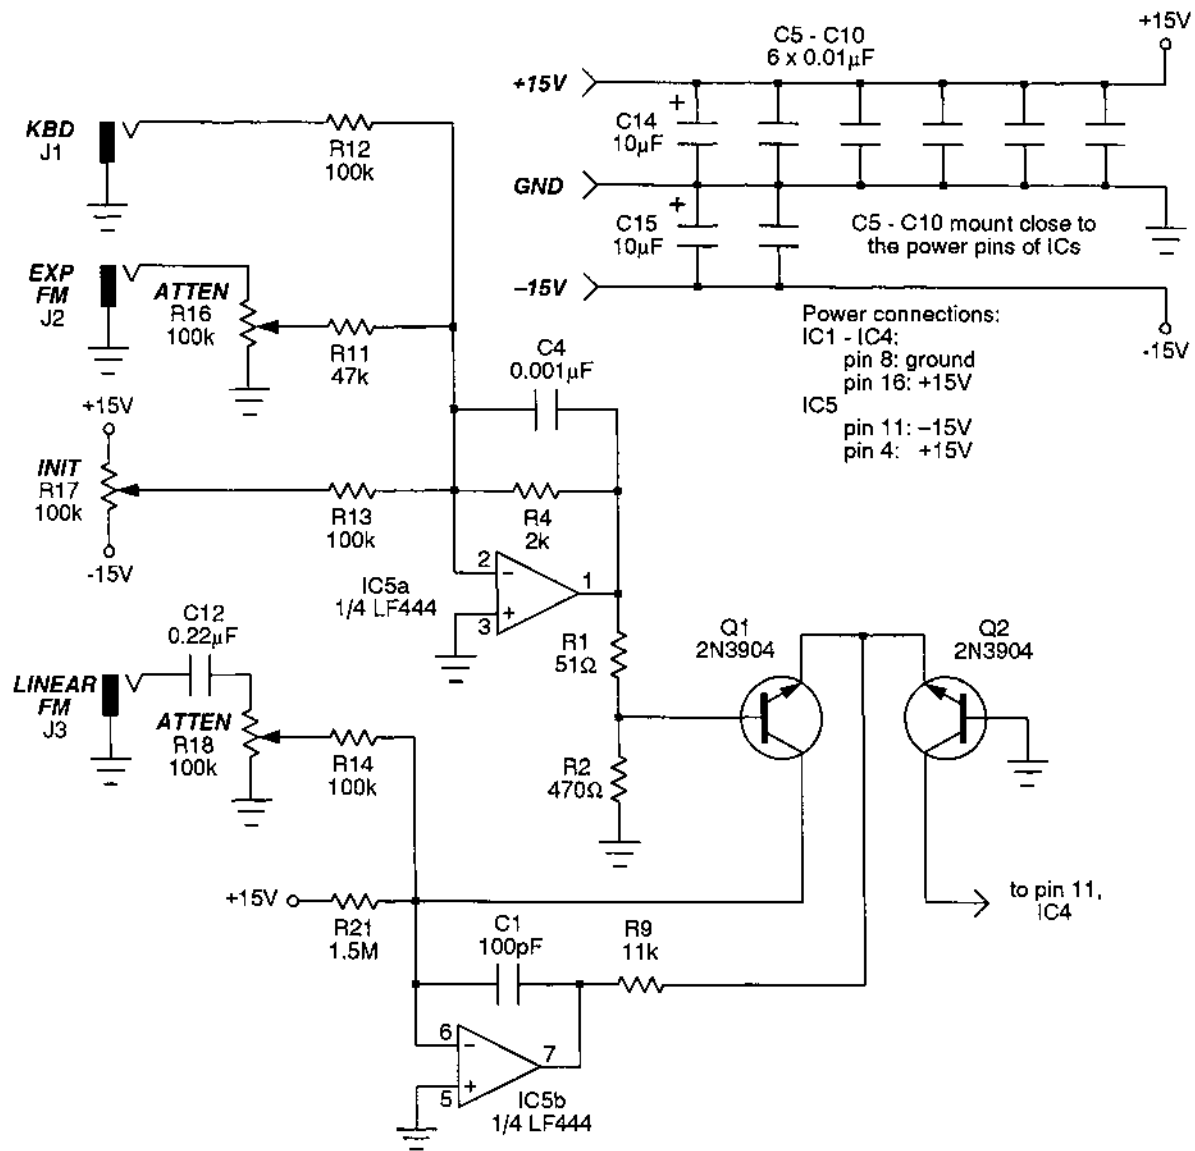 C5 - C10
6 x 0.01µF
+15V
+15V
+
C14
10µF
GND
+
C15
10µF
C5 - C10 mount close to
the power pins of ICs
–15V
-15V
Power connections:
IC1 - IC4:
pin 8: ground
pin 16: +15V
IC5
pin 11: –15V
pin 4: +15V
KBD
J1
R12
100k
EXP
FM
J2
ATTEN
R16
100k
R11
47k
C4
0.001µF
+15V
INIT
R17
100k
-15V
R13
100k
R4
2k
IC5a
1/4 LF444
2
–
+
3
1
R1
51Ω
R2
470Ω
Q1
2N3904
Q2
2N3904
C12
0.22µF
LINEAR
FM
J3
ATTEN
R18
100k
R14
100k
+15V
R21
1.5M
C1
100pF
R9
11k
to pin 11,
IC4
6
–
+
5
7
IC5b
1/4 LF444